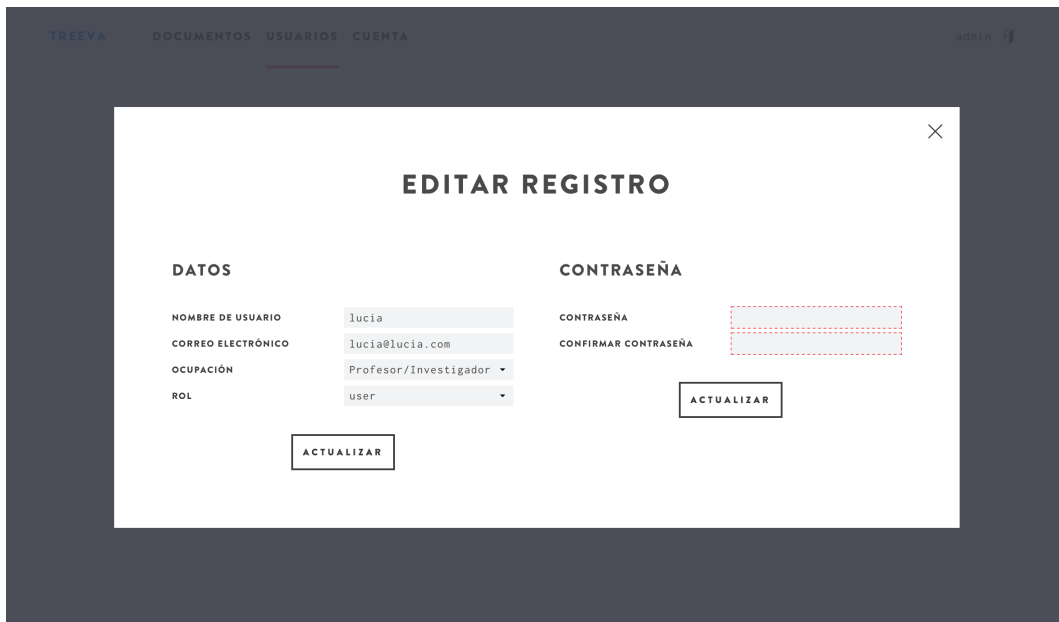 TREEVA DOCUMENTOS USUARIOS CUENTA admin
EDITAR REGISTRO
DATOS
NOMBRE DE USUARIO lucia
CORREO ELECTRÓNICO lucia@lucia.com
OCUPACIÓN Profesor/Investigador
ROL user
ACTUALIZAR
CONTRASEÑA
CONTRASEÑA
CONFIRMAR CONTRASEÑA
ACTUALIZAR